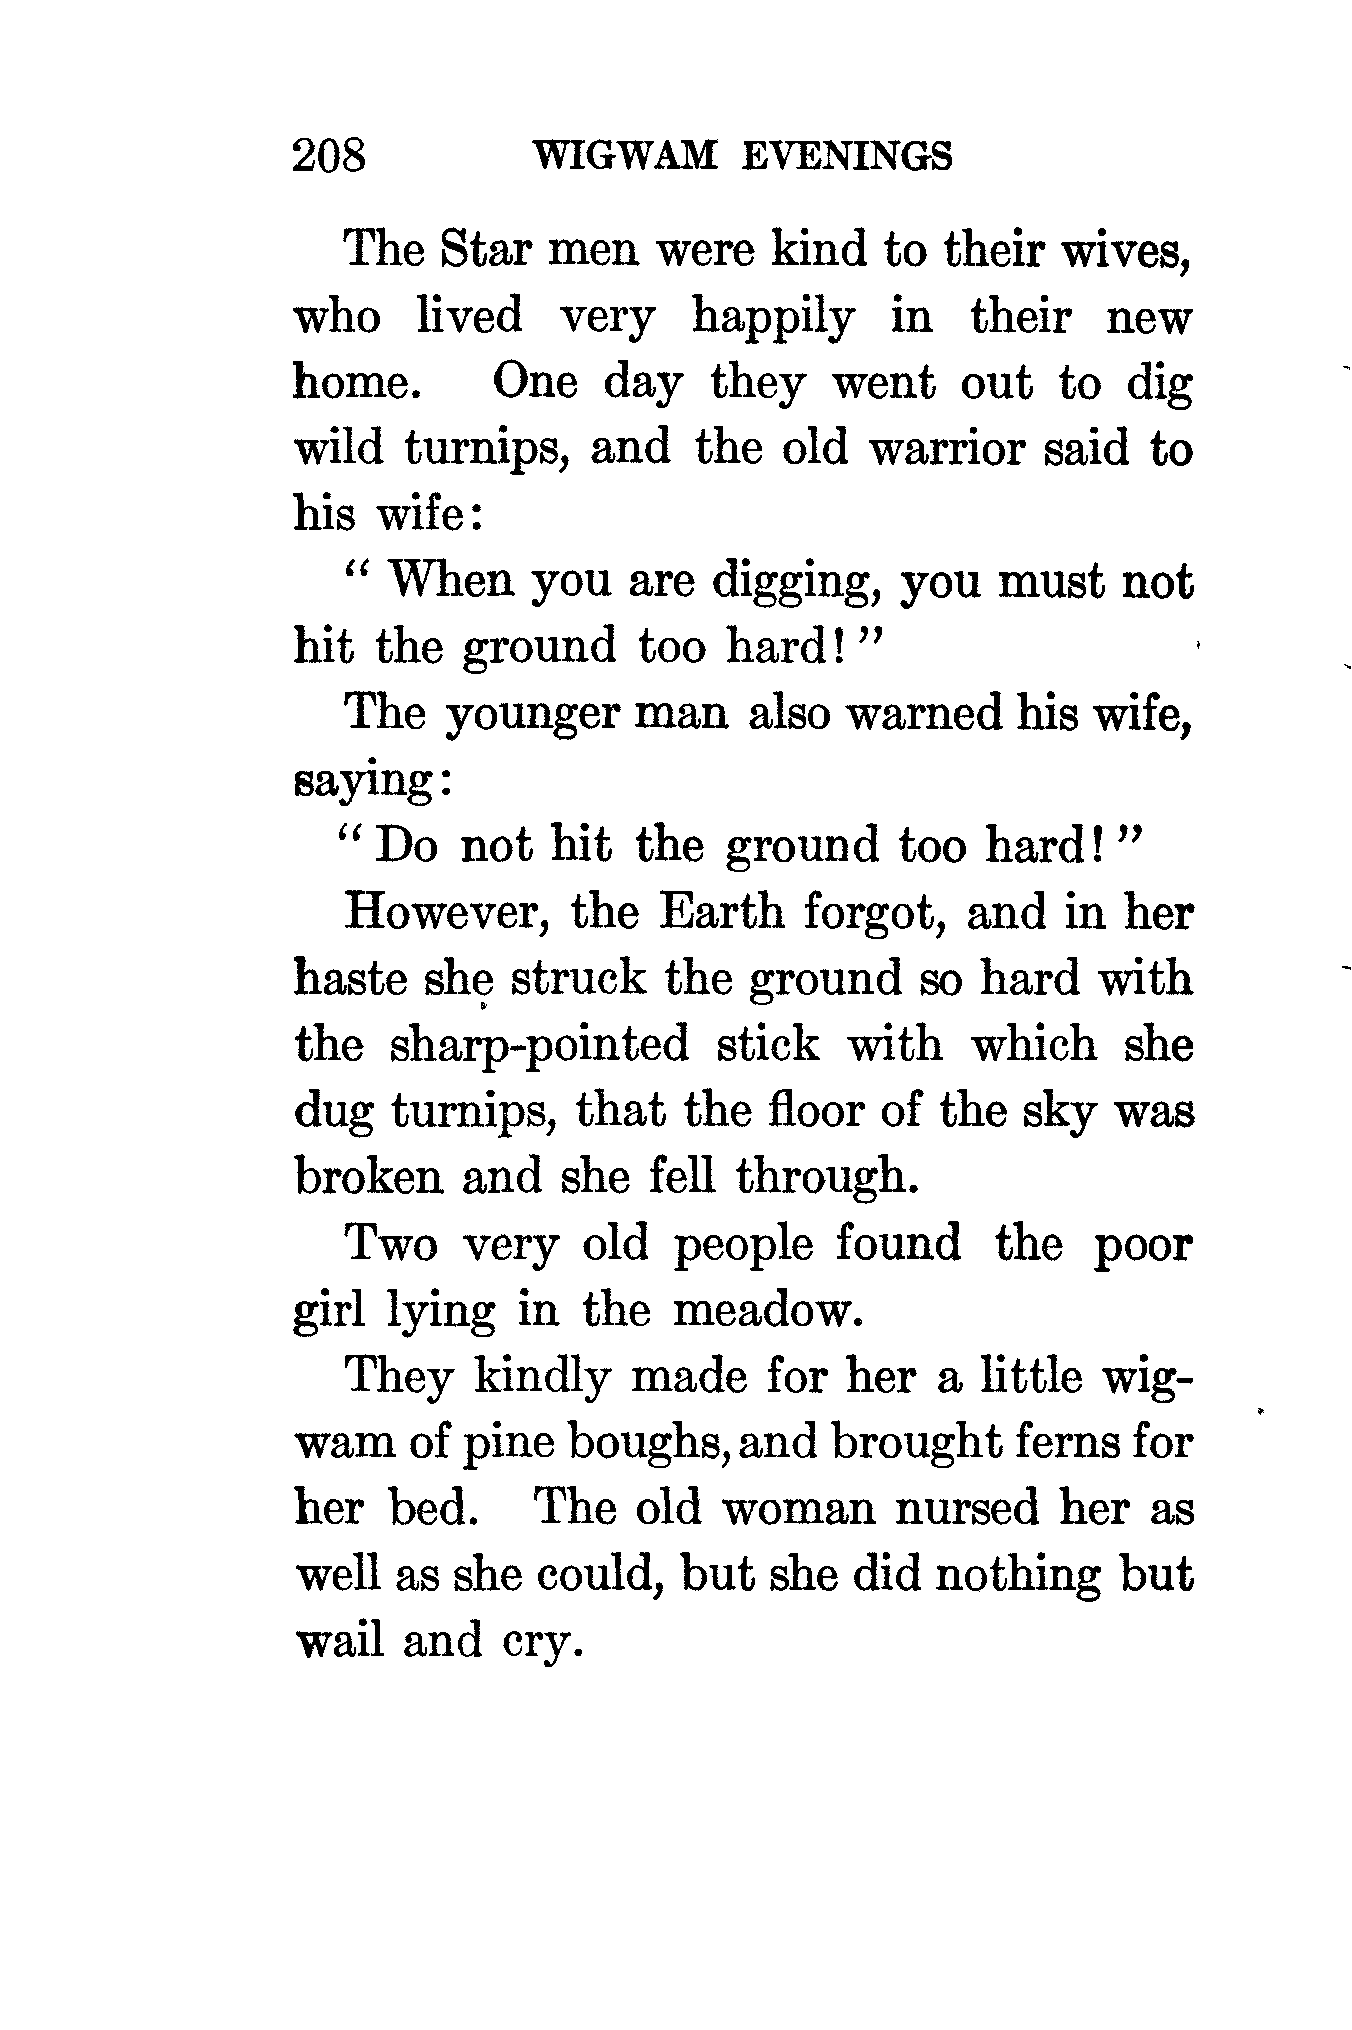 208 WIGWAM EVENINGS
The Star men were kind to their wives,
who lived very happily in their new
home. One day they went out to dig
wild turnips, and the old warrior said to
his wife:
" When you are digging, you must not
hit the ground too hard! "
The younger man also warned his wife,
saying:
" Do not hit the ground too hard! "
However, the Earth forgot, and in her
haste she struck the ground so hard with
the sharp-pointed stick with which she
dug turnips, that the floor of the sky was
broken and she fell through.
Two very old people found the poor
girl lying in the meadow.
They kindly made for her a little wig-
wam of pine boughs, and brought ferns for
her bed. The old woman nursed her as
well as she could, but she did nothing but
wail and cry.